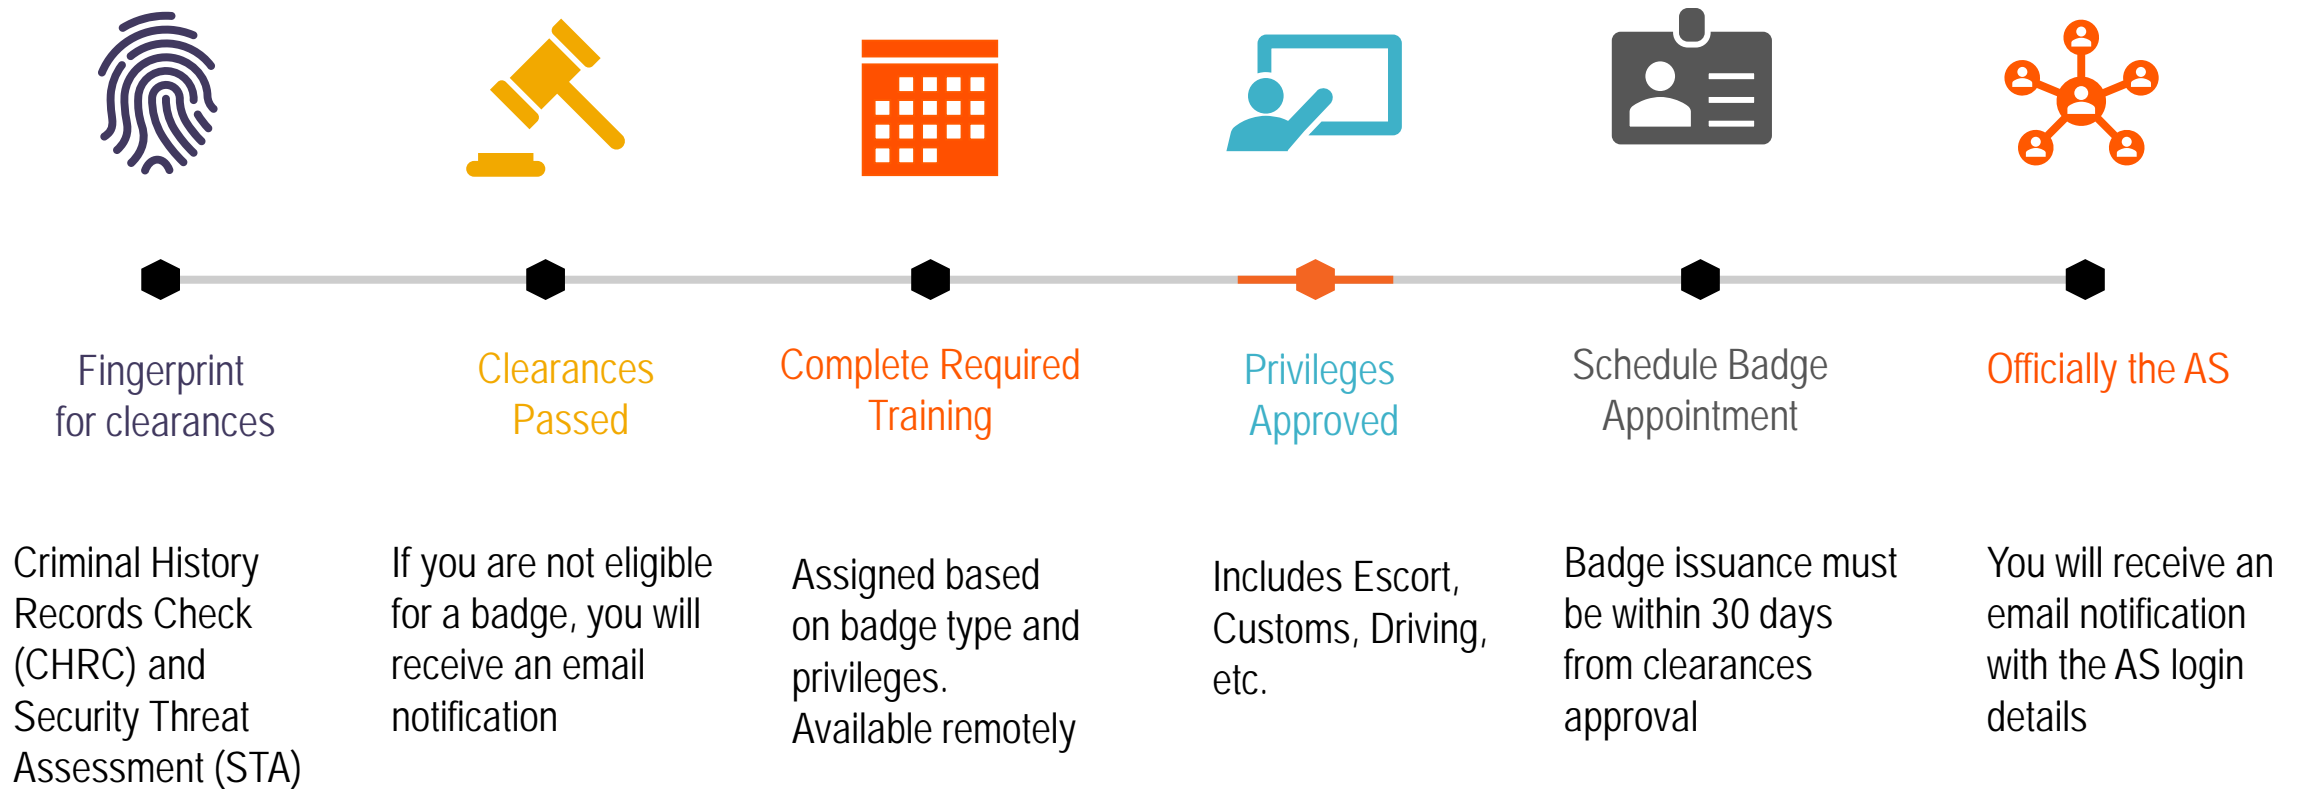 Fingerprint
for clearances
Clearances
Passed
Complete Required
Training
Privileges
Approved
Schedule Badge
Appointment
Officially the AS
Criminal History
Records Check
(CHRC) and
Security Threat
Assessment (STA)
If you are not eligible
for a badge, you will
receive an email
notification
Assigned based
on badge type and
privileges.
Available remotely
Includes Escort,
Customs, Driving,
etc.
Badge issuance must
be within 30 days
from clearances
approval
You will receive an
email notification
with the AS login
details